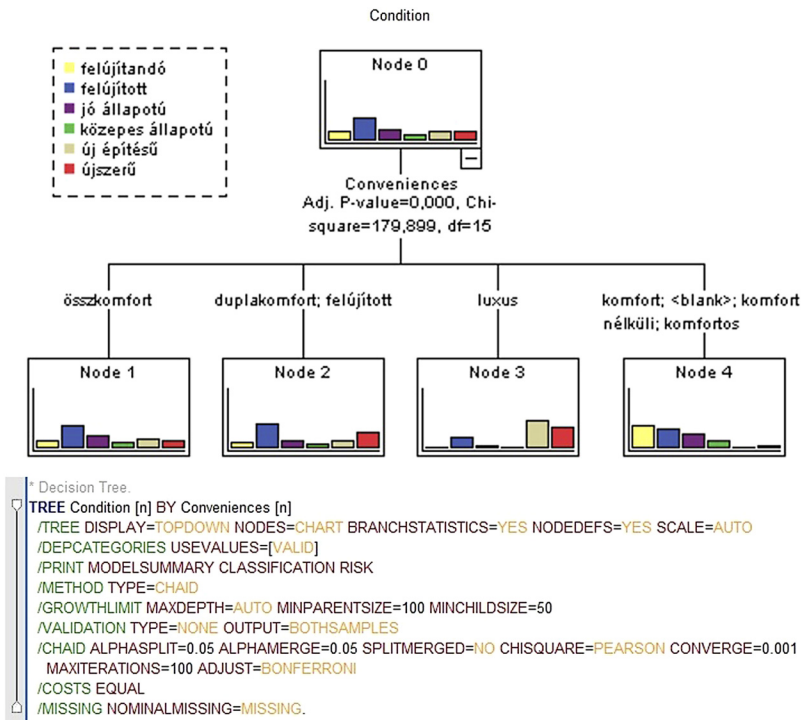 Condition
Node 0
felújítandó
felújított
jó állapotú
közepes állapotú
új építésű
újszerű
Conveniences
Adj. P-value=0,000, Chi-
square=179,899, df=15
összkomfort
duplakomfort; felújított
luxus
komfort; <blank>; komfort
nélküli; komfortos
Node 1
Node 2
Node 3
Node 4
* Decision Tree.
TREE Condition [n] BY Conveniences [n]
/TREE DISPLAY=TOPDOWN NODES=CHART BRANCHSTATISTICS=YES NODEDEFS=YES SCALE=AUTO
/DEPCATEGORIES USEVALUES=[VALID]
/PRINT MODELSUMMARY CLASSIFICATION RISK
/METHOD TYPE=CHAID
/GROWTHLIMIT MAXDEPTH=AUTO MINPARENTSIZE=100 MINCHILDSIZE=50
/VALIDATION TYPE=NONE OUTPUT=BOTHSAMPLES
/CHAID ALPHASPLIT=0.05 ALPHAMERGE=0.05 SPLITMERGED=NO CHISQUARE=PEARSON CONVERGE=0.001
MAXITERATIONS=100 ADJUST=BONFERRONI
/COSTS EQUAL
/MISSING NOMINALMISSING=MISSING.